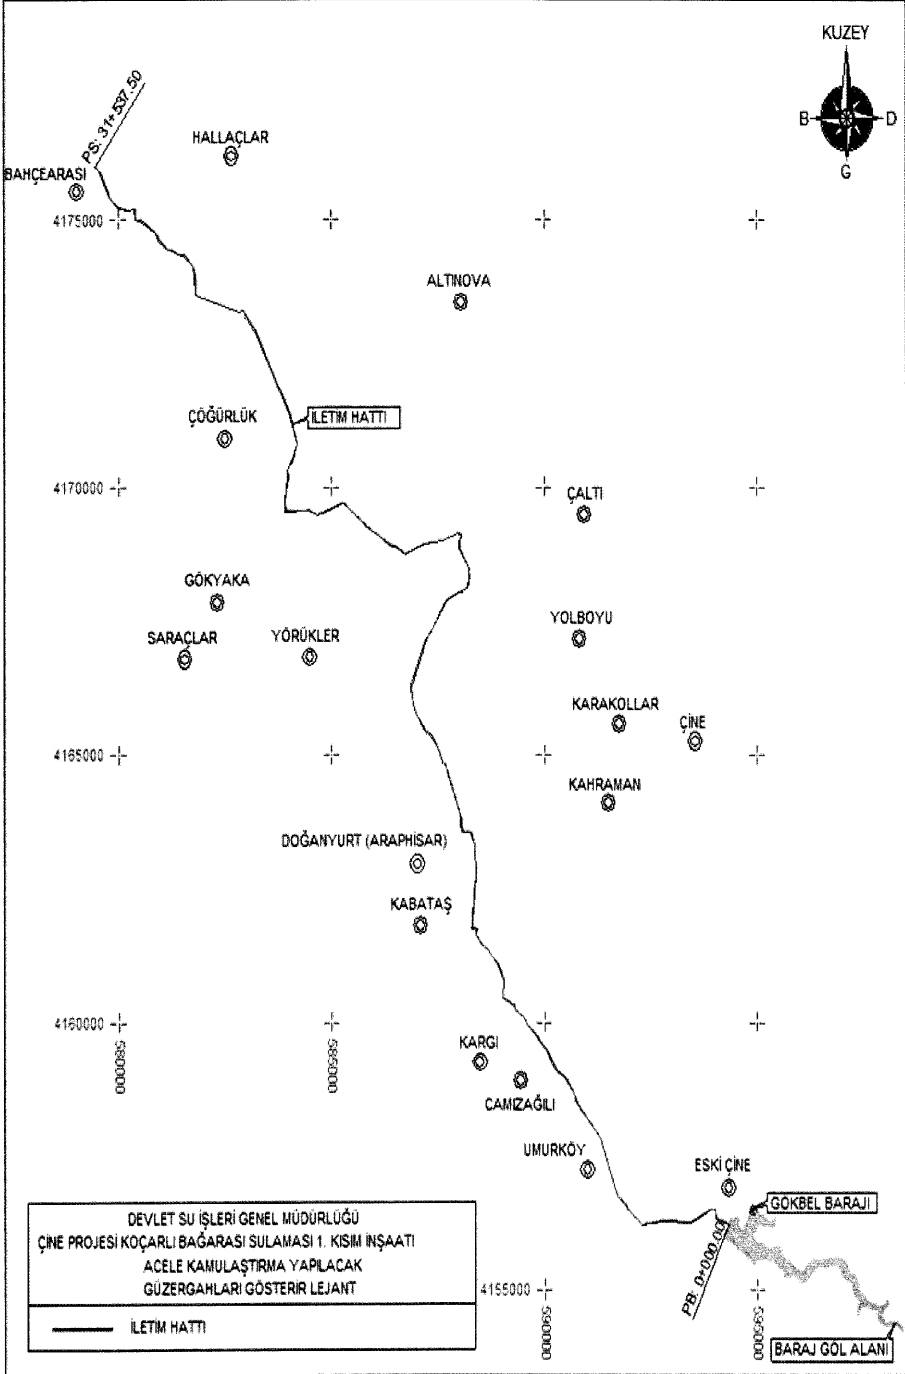 KUZEY
B
D
G
PS: 31+537.50
HALLAÇLAR
BAHÇEARASI
4175000
ALTINOVA
ÇÖĞÜRLÜK
İLETİM HATTI
4170000
ÇALTI
GÖKYAKA
YOLBOYU
SARAÇLAR
YÖRÜKLER
KARAKOLLAR
ÇİNE
4165000
KAHRAMAN
DOĞANYURT (ARAPHİSAR)
KABATAŞ
4160000
580000
585000
KARGI
CAMIZAĞILI
UMURKÖY
ESKİ ÇİNE
GÖKBEL BARAJI
PB: 0+000.00
4155000
590000
595000
BARAJ GÖL ALANI
DEVLET SU İŞLERİ GENEL MÜDÜRLÜĞÜ
ÇİNE PROJESİ KOÇARLI BAĞARASI SULAMASI 1. KISIM İNŞAATI
ACELE KAMULAŞTIRMA YAPILACAK
GÜZERGAHLARI GÖSTERİR LEJANT
İLETİM HATTI